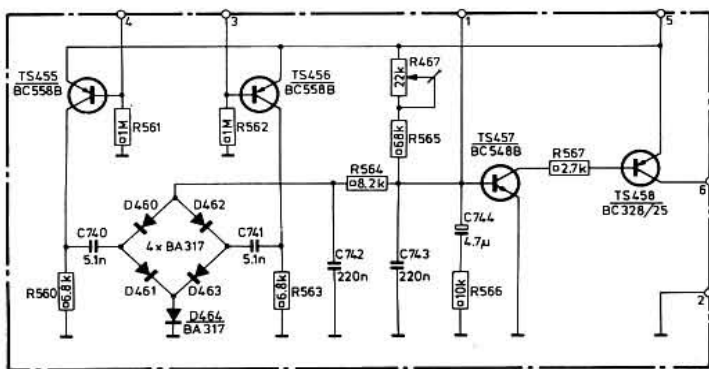 4
3
1
5
TS455
BC558B
TS456
BC558B
R467
22k
1M
R561
1M
R562
68k
R565
TS457
BC548B
R567
2.7k
R564
8.2k
TS458
BC328/25
6
D460
D462
C740
5.1n
4x BA317
C741
5.1n
C742
220n
C743
220n
C744
4.7µ
R560
6.8k
D461
D463
6.8k
R563
10k
R566
2
D464
BA317